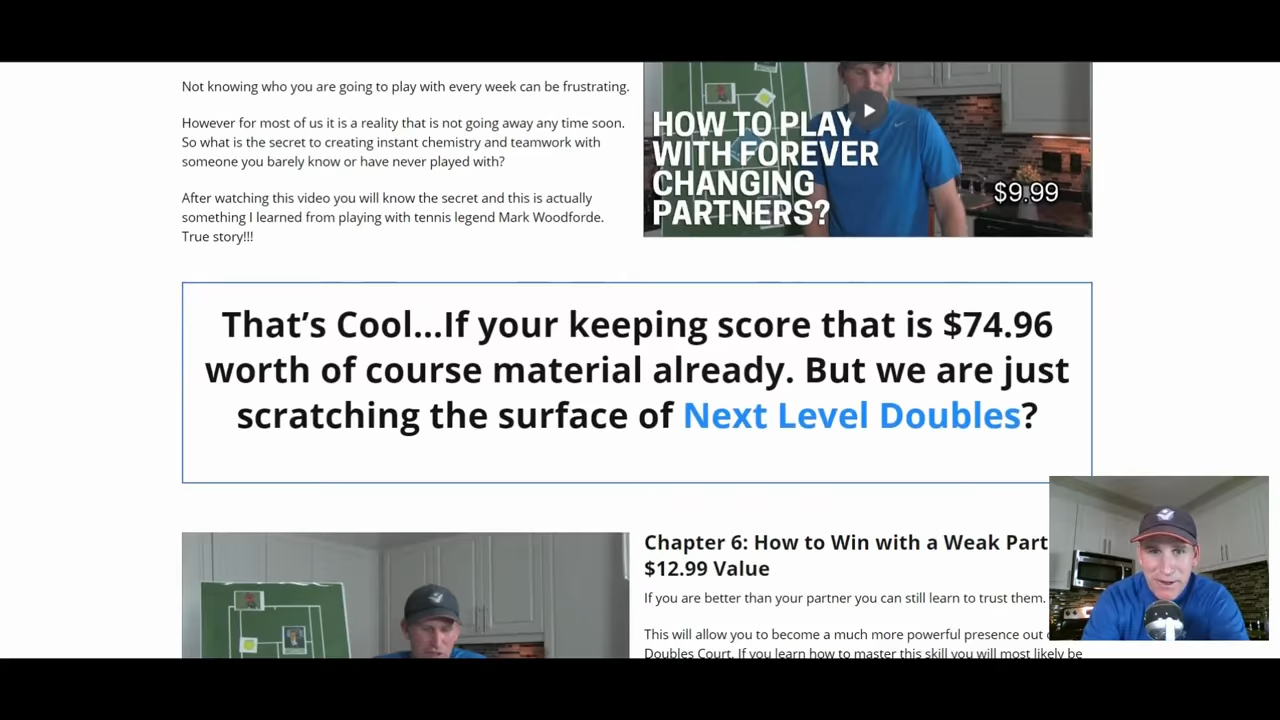 Not knowing who you are going to play with every week can be frustrating.
However for most of us it is a reality that is not going away any time soon.
So what is the secret to creating instant chemistry and teamwork with
someone you barely know or have never played with?
After watching this video you will know the secret and this is actually
something I learned from playing with tennis legend Mark Woodforde.
True story!!!
HOW TO PLAY
WITH FOREVER
CHANGING
PARTNERS?
$9.99
That's Cool...If your keeping score that is $74.96
worth of course material already. But we are just
scratching the surface of Next Level Doubles?
Chapter 6: How to Win with a Weak Part
$12.99 Value
If you are better than your partner you can still learn to trust them.
This will allow you to become a much more powerful presence out
Doubles Court. If you learn how to master this skill you will most likely be